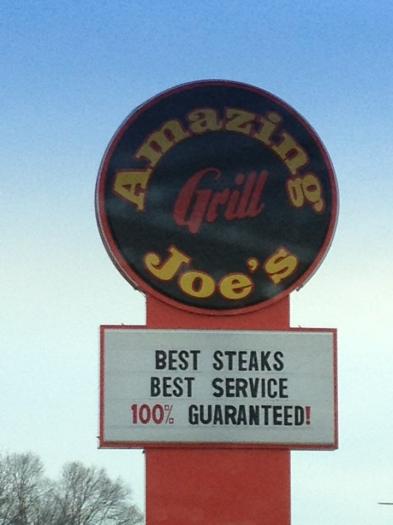 Amazing
Grill
Joe's
BEST STEAKS
BEST SERVICE
100% GUARANTEED!